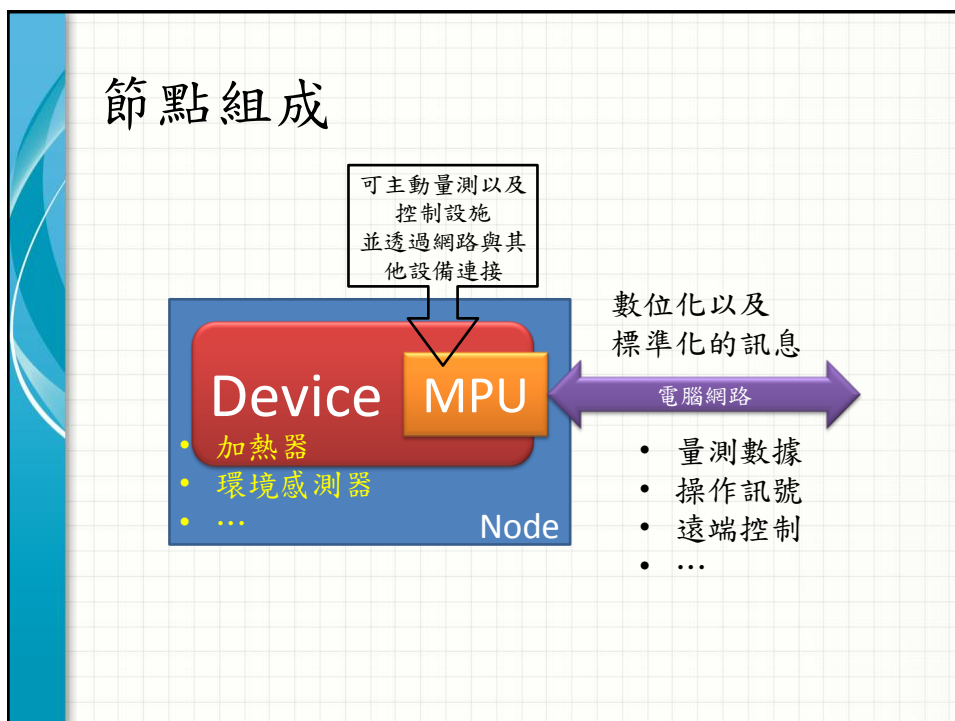 節點組成
可主動量測以及
控制設施
並透過網路與其
他設備連接
數位化以及
標準化的訊息
Device
MPU
電腦網路
• 加熱器
• 環境感測器
• …
Node
• 量測數據
• 操作訊號
• 遠端控制
• …